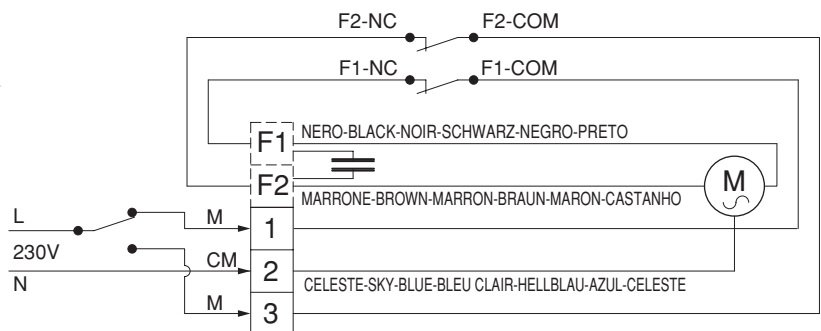 F2-NC F2-COM
F1-NC F1-COM
F1 NERO-BLACK-NOIR-SCHWARZ-NEGRO-PRETO
F2 MARRONE-BROWN-MARRON-BRAUN-MARON-CASTANHO
M
L M 1
230V
N CM 2 CELESTE-SKY-BLUE-BLEU CLAIR-HELLBLAU-AZUL-CELESTE
M 3